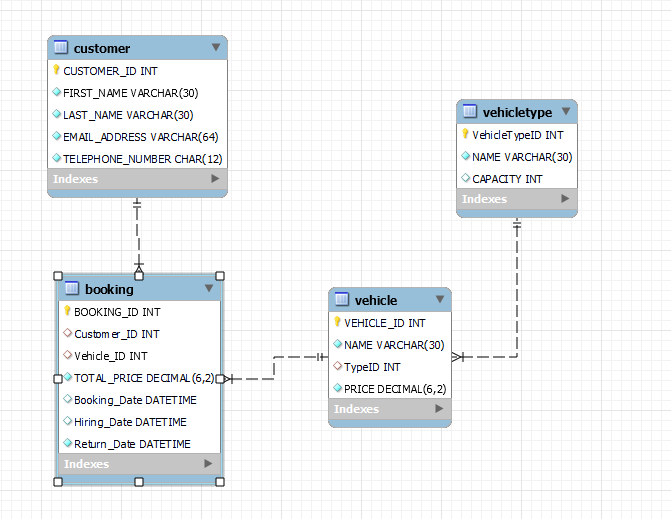 customer
CUSTOMER_ID INT
FIRST_NAME VARCHAR(30)
LAST_NAME VARCHAR(30)
EMAIL_ADDRESS VARCHAR(64)
TELEPHONE_NUMBER CHAR(12)
Indexes
vehicletype
VehicleTypeID INT
NAME VARCHAR(30)
CAPACITY INT
Indexes
booking
BOOKING_ID INT
Customer_ID INT
Vehicle_ID INT
TOTAL_PRICE DECIMAL(6,2)
Booking_Date DATETIME
Hiring_Date DATETIME
Return_Date DATETIME
Indexes
vehicle
VEHICLE_ID INT
NAME VARCHAR(30)
TypeID INT
PRICE DECIMAL(6,2)
Indexes